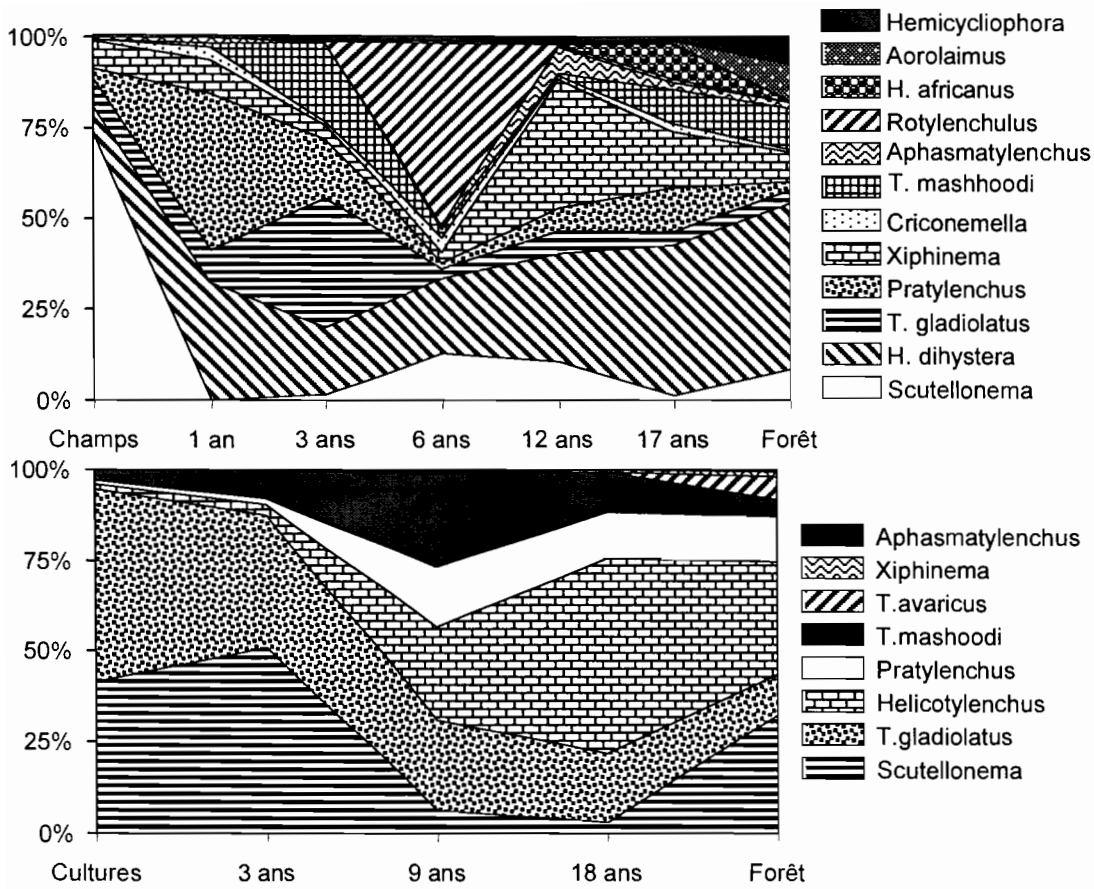 100%
75%
50%
25%
0%
Champs 1 an 3 ans 6 ans 12 ans 17 ans Forêt
Hemicycliophora
Aorolaimus
H. africanus
Rotylenchulus
Aphasmatylenchus
T. mashhoodi
Criconemella
Xiphinema
Pratylenchus
T. gladiolatus
H. dihystera
Scutellonema
100%
75%
50%
25%
0%
Cultures 3 ans 9 ans 18 ans Forêt
Aphasmatylenchus
Xiphinema
T.avaricus
T.mashoodi
Pratylenchus
Helicotylenchus
T.gladiolatus
Scutellonema